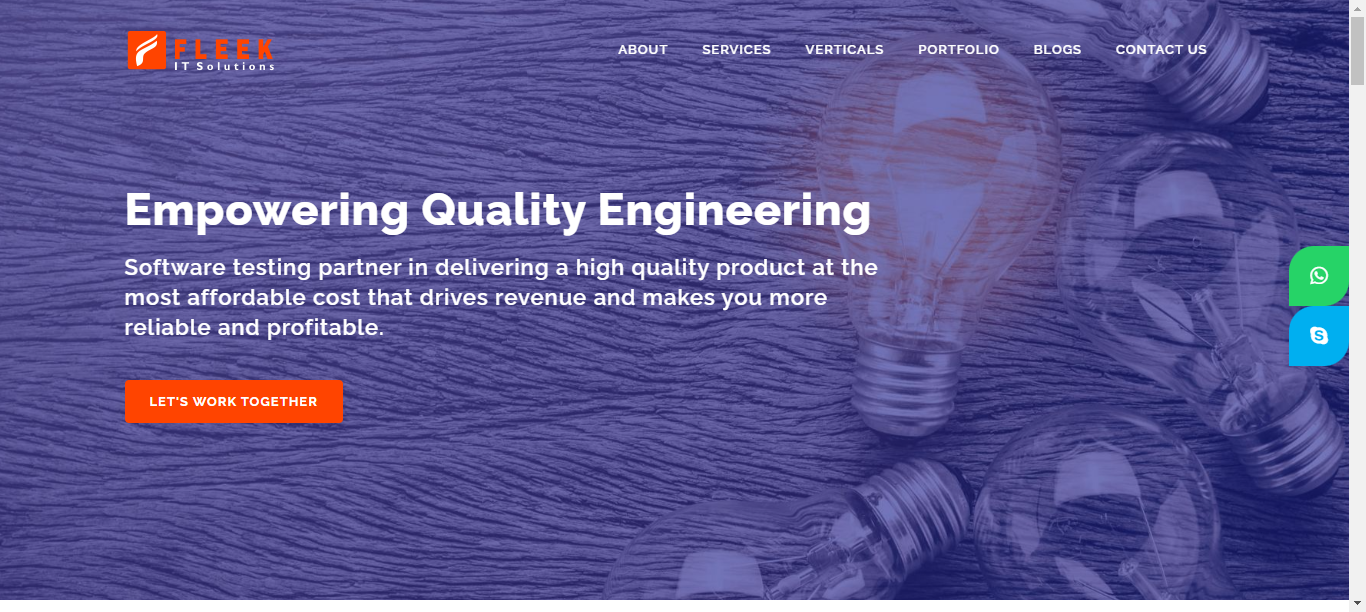 FLEEK
IT Solutions
ABOUT SERVICES VERTICALS PORTFOLIO BLOGS CONTACT US
Empowering Quality Engineering
Software testing partner in delivering a high quality product at the
most affordable cost that drives revenue and makes you more
reliable and profitable.
LET'S WORK TOGETHER